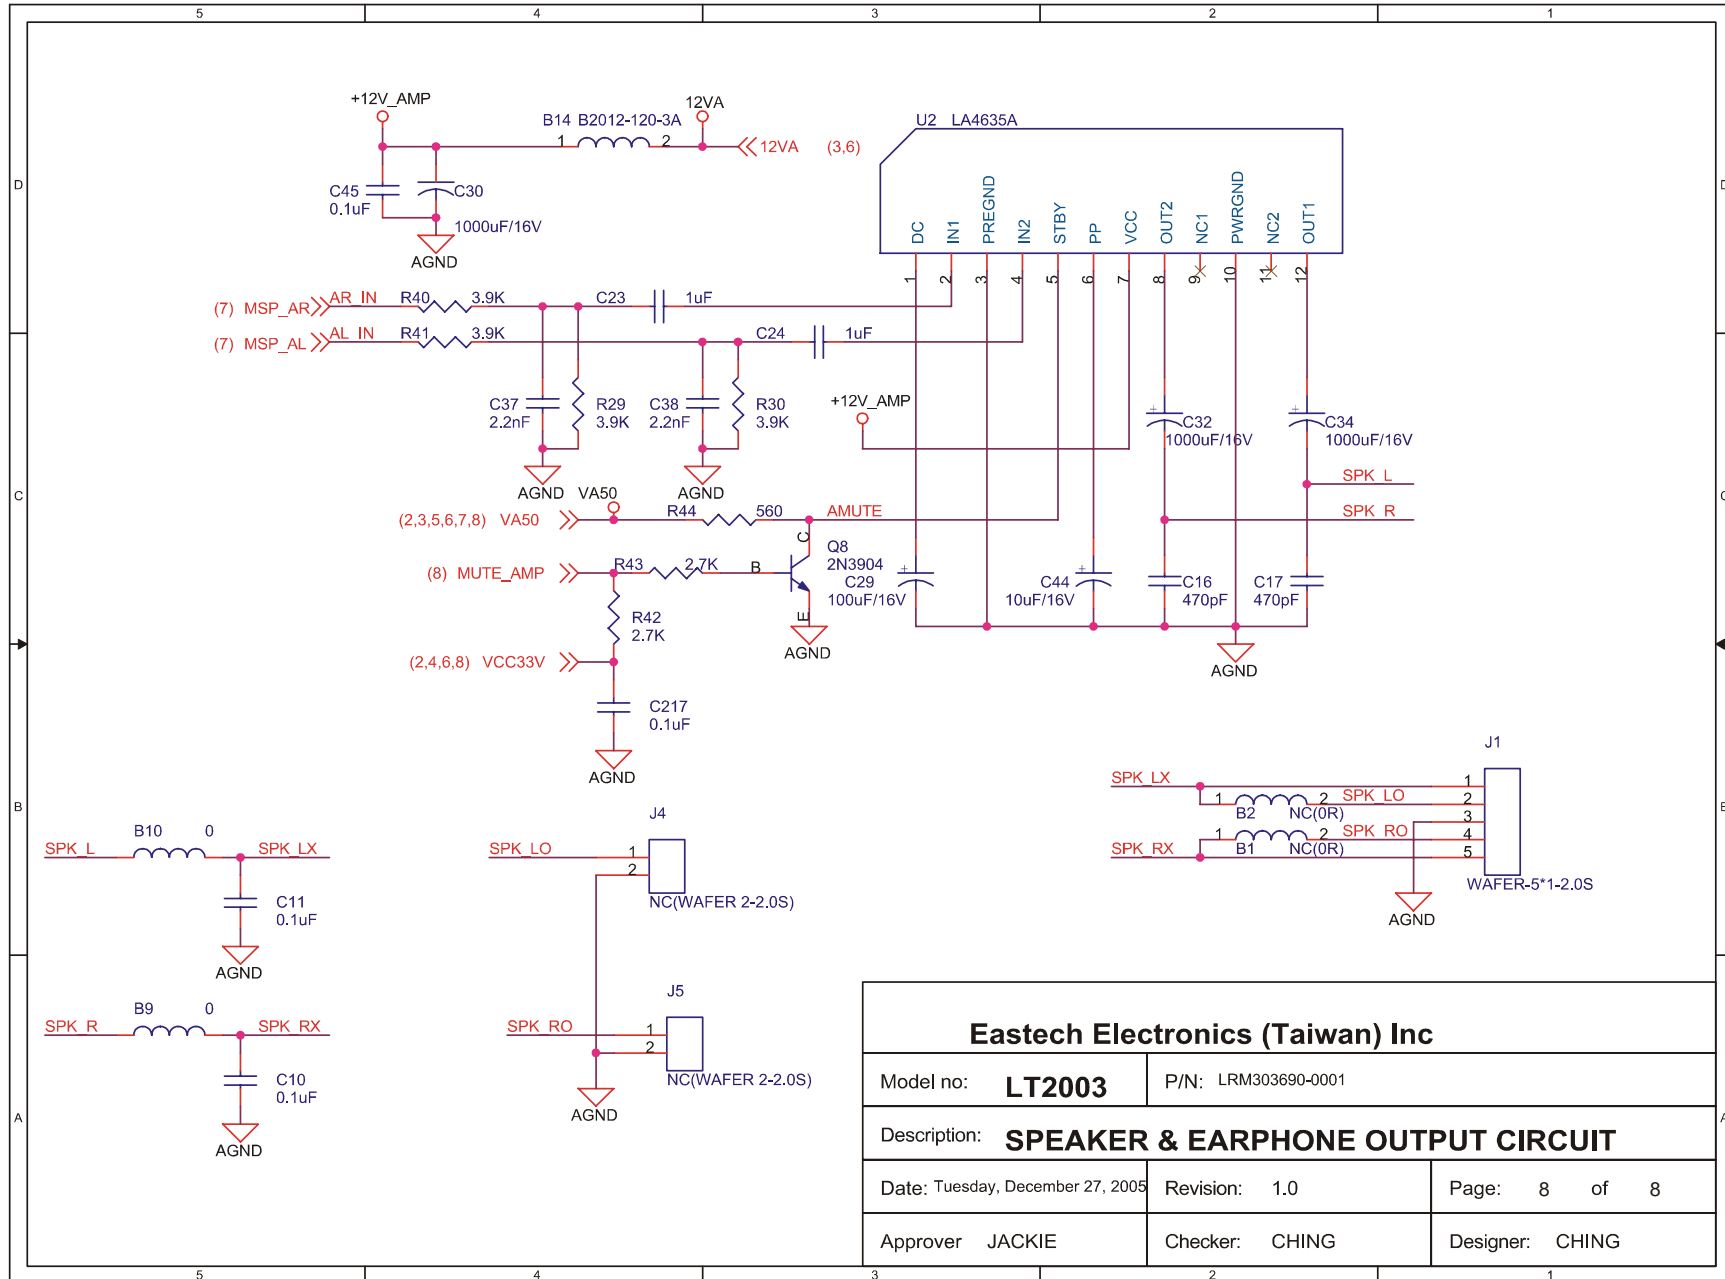 5 4 3 2 1
+12V_AMP
12VA
B14 B2012-120-3A
1 2
12VA (3,6)
U2 LA4635A
D D
C45
0.1uF
C30
1000uF/16V
AGND
DC IN1 PREGND IN2 STBY PP VCC OUT2 NC1 PWRGND NC2 OUT1
1 2 3 4 5 6 7 8 9 10 11 12
(7) MSP_AR AR_IN R40 3.9K C23 1uF
(7) MSP_AL AL_IN R41 3.9K C24 1uF
C37
2.2nF
R29
3.9K
C38
2.2nF
R30
3.9K
+12V_AMP
C32
1000uF/16V
C34
1000uF/16V
AGND
AGND
SPK_L
SPK_R
C C
VA50
(2,3,5,6,7,8) VA50 R44 560 AMUTE
(8) MUTE_AMP R43 2.7K B
C
E
Q8
2N3904
C29
100uF/16V
C44
10uF/16V
C16
470pF
C17
470pF
+ + + +
R42
2.7K
AGND
AGND
(2,4,6,8) VCC33V
C217
0.1uF
AGND
J1
SPK_LX 1
1 2 SPK_LO 2
B2 NC(0R) 3
1 2 SPK_RO 4
B1 NC(0R)
SPK_RX 5
WAFER-5*1-2.0S
AGND
B B
B10 0
SPK_L SPK_LX
C11
0.1uF
AGND
J4
SPK_LO 1
2
NC(WAFER 2-2.0S)
B9 0
SPK_R SPK_RX
C10
0.1uF
AGND
J5
SPK_RO 1
2
NC(WAFER 2-2.0S)
AGND
A A
Eastech Electronics (Taiwan) Inc
Model no: LT2003 P/N: LRM303690-0001
Description: SPEAKER & EARPHONE OUTPUT CIRCUIT
Date: Tuesday, December 27, 2005 Revision: 1.0 Page: 8 of 8
Approver JACKIE Checker: CHING Designer: CHING
5 4 3 2 1